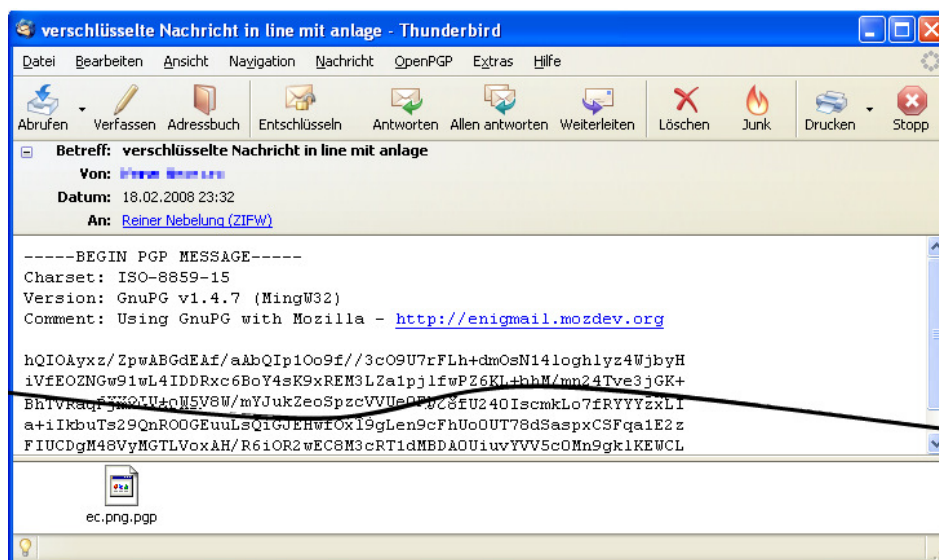 verschlüsselte Nachricht in line mit anlage - Thunderbird
Datei Bearbeiten Ansicht Navigation Nachricht OpenPGP Extras Hilfe
Abrufen Verfassen Adressbuch Entschlüsseln Antworten Allen antworten Weiterleiten Löschen Junk Drucken Stopp
Betreff: verschlüsselte Nachricht in line mit anlage
Von:
Datum: 18.02.2008 23:32
An: Reiner Nebelung (ZIFW)
-----BEGIN PGP MESSAGE-----
Charset: ISO-8859-15
Version: GnuPG v1.4.7 (MingW32)
Comment: Using GnuPG with Mozilla - http://enigmail.mozdev.org
hQIOAyxz/ZpwABGdEAf/aAbQIp1Oo9f//3cO9U7rFLh+dmOsN14loghlyz4WjbyH
FIUCDgM48VyMGTLVoxAH/R6iOR2wEC8M3cRT1dMBDAOUiuvYVV5cOMn9gk1KEWCL
ec.png.pgp